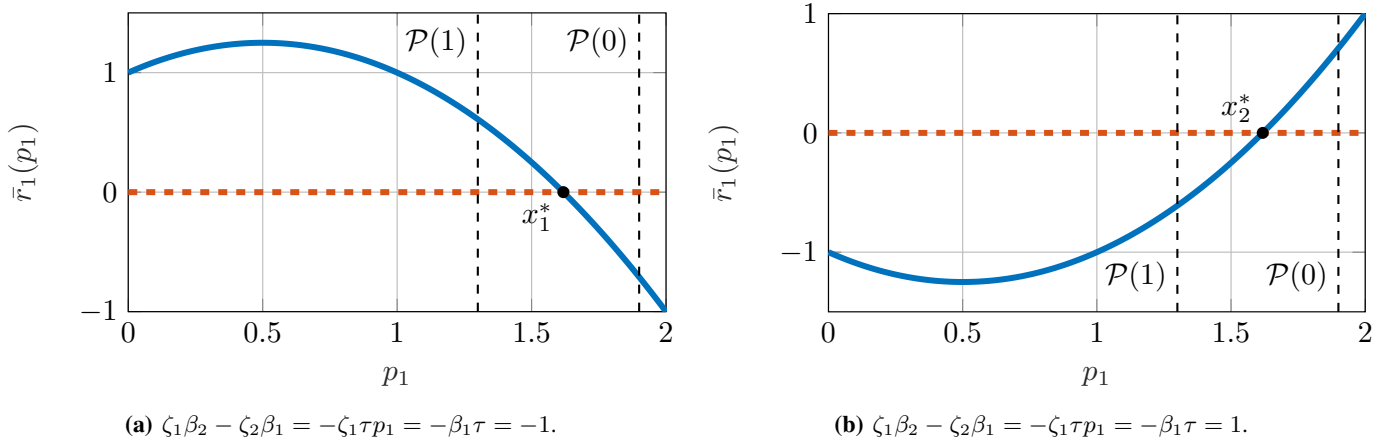 𝒫(1) 𝒫(0)
1
0
−1
x₁*
r̄₁(p₁)
0 0.5 1 1.5 2
p₁
(a) ζ₁β₂ − ζ₂β₁ = −ζ₁τp₁ = −β₁τ = −1.
1
0
−1
x₂*
r̄₁(p₁)
𝒫(1) 𝒫(0)
0 0.5 1 1.5 2
p₁
(b) ζ₁β₂ − ζ₂β₁ = −ζ₁τp₁ = −β₁τ = 1.